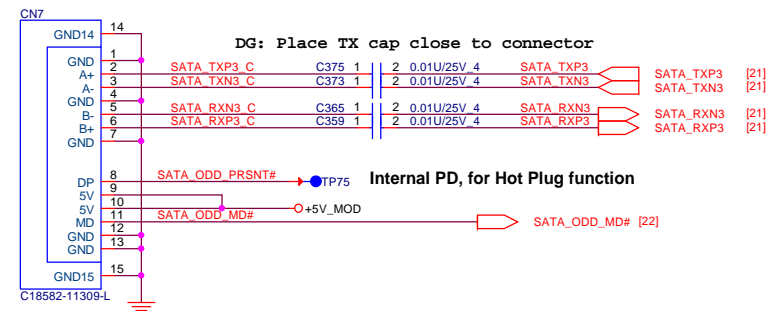 CN7
GND14 14
DG: Place TX cap close to connector
GND 1
A+ 2 SATA_TXP3_C C375 1 2 0.01U/25V_4 SATA_TXP3 SATA_TXP3 [21]
A- 3 SATA_TXN3_C C373 1 2 0.01U/25V_4 SATA_TXN3 SATA_TXN3 [21]
GND 4
B- 5 SATA_RXN3_C C365 1 2 0.01U/25V_4 SATA_RXN3 SATA_RXN3 [21]
B+ 6 SATA_RXP3_C C359 1 2 0.01U/25V_4 SATA_RXP3 SATA_RXP3 [21]
GND 7
DP 8 SATA_ODD_PRSNT# TP75 Internal PD, for Hot Plug function
5V 9
5V 10 +5V_MOD
MD 11 SATA_ODD_MD# SATA_ODD_MD# [22]
GND 12
GND 13
GND15 15
C18582-11309-L